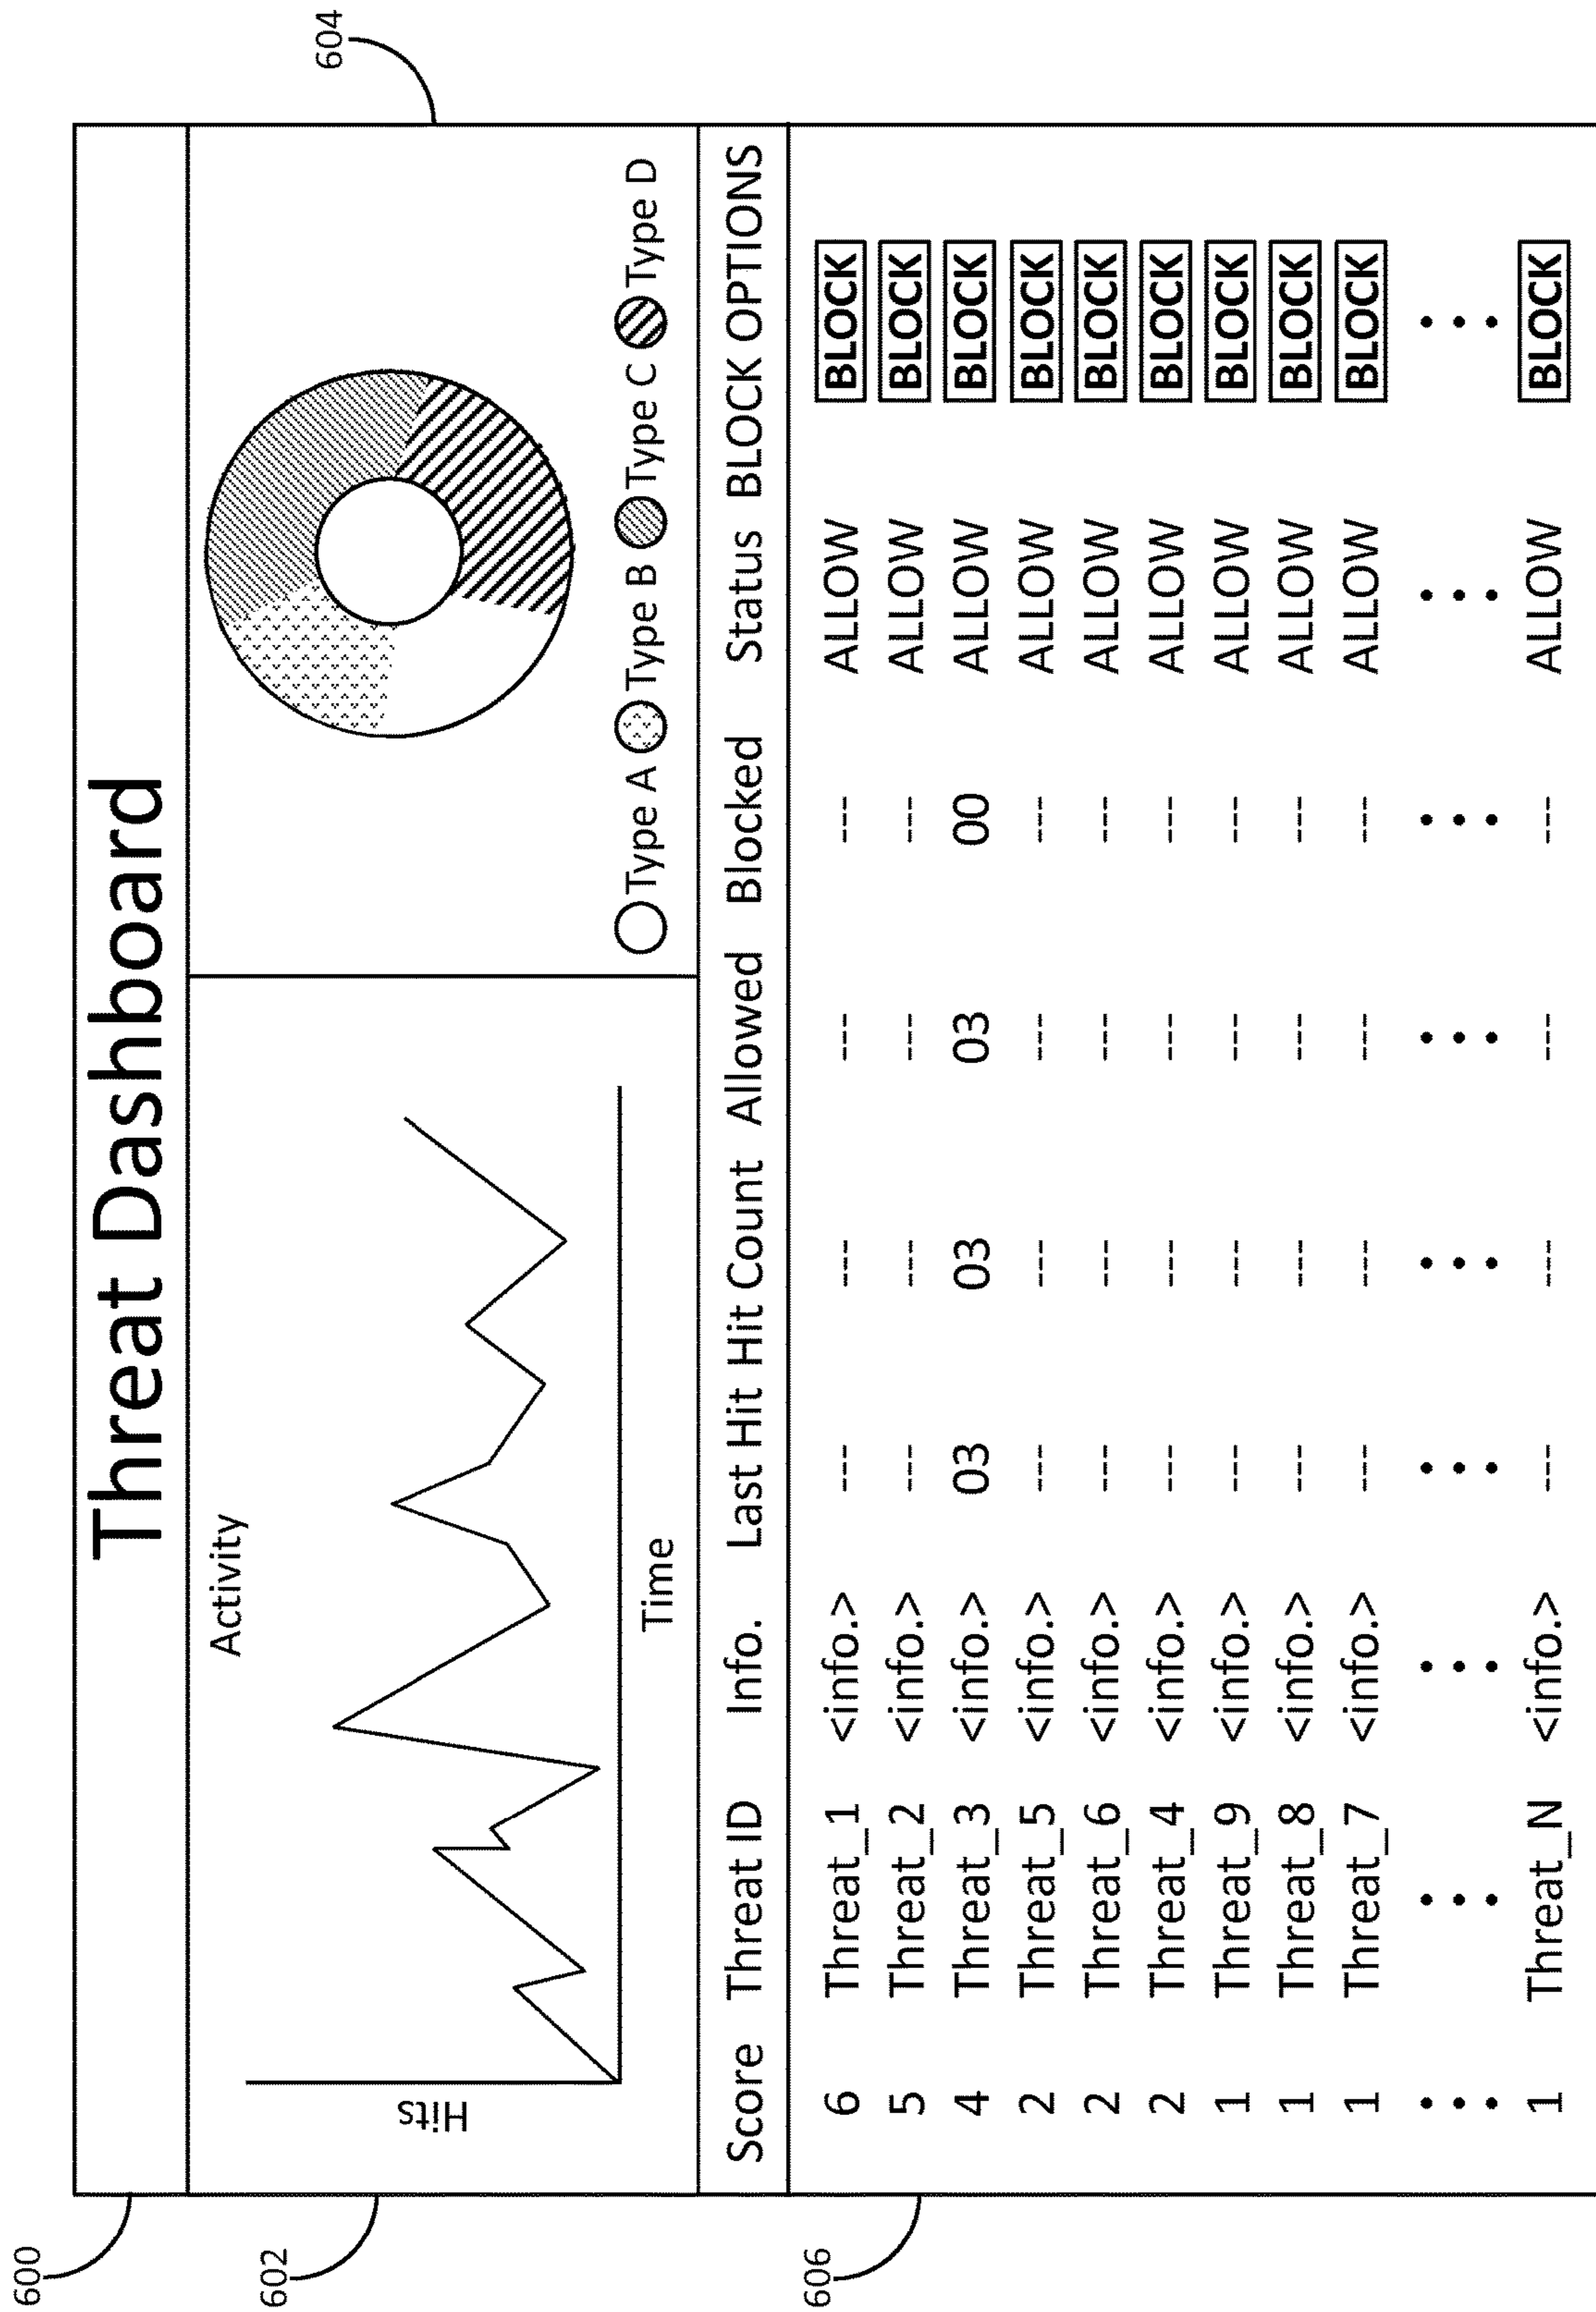 600
Threat Dashboard
602
Activity
Hits
Time
604
Type A Type B Type C Type D
606
Score Threat ID Info. Last Hit Hit Count Allowed Blocked Status BLOCK OPTIONS
6 Threat_1 <info.> --- --- --- --- ALLOW BLOCK
5 Threat_2 <info.> --- --- --- --- ALLOW BLOCK
4 Threat_3 <info.> 03 03 03 00 ALLOW BLOCK
2 Threat_5 <info.> --- --- --- --- ALLOW BLOCK
2 Threat_6 <info.> --- --- --- --- ALLOW BLOCK
2 Threat_4 <info.> --- --- --- --- ALLOW BLOCK
1 Threat_9 <info.> --- --- --- --- ALLOW BLOCK
1 Threat_8 <info.> --- --- --- --- ALLOW BLOCK
1 Threat_7 <info.> --- --- --- --- ALLOW BLOCK
1 Threat_N <info.> --- --- --- --- ALLOW BLOCK